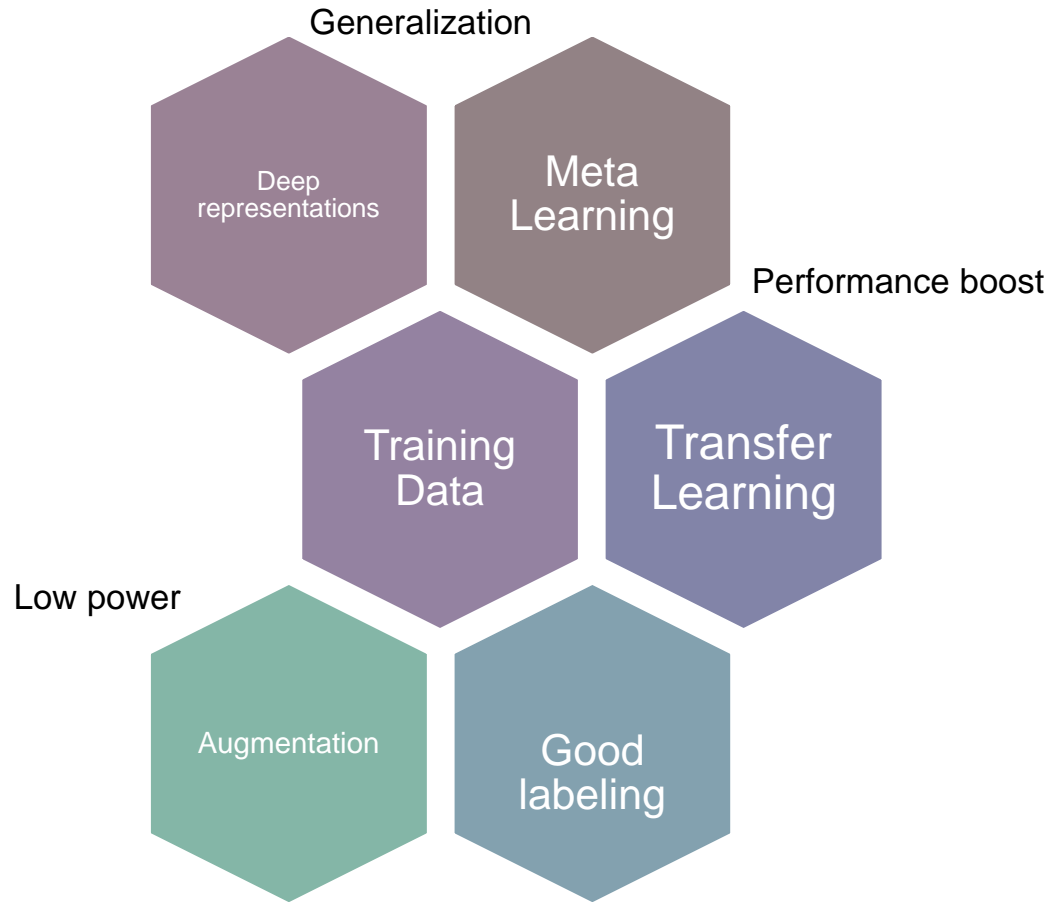 Generalization
Deep
representations
Meta
Learning
Performance boost
Training
Data
Transfer
Learning
Low power
Augmentation
Good
labeling